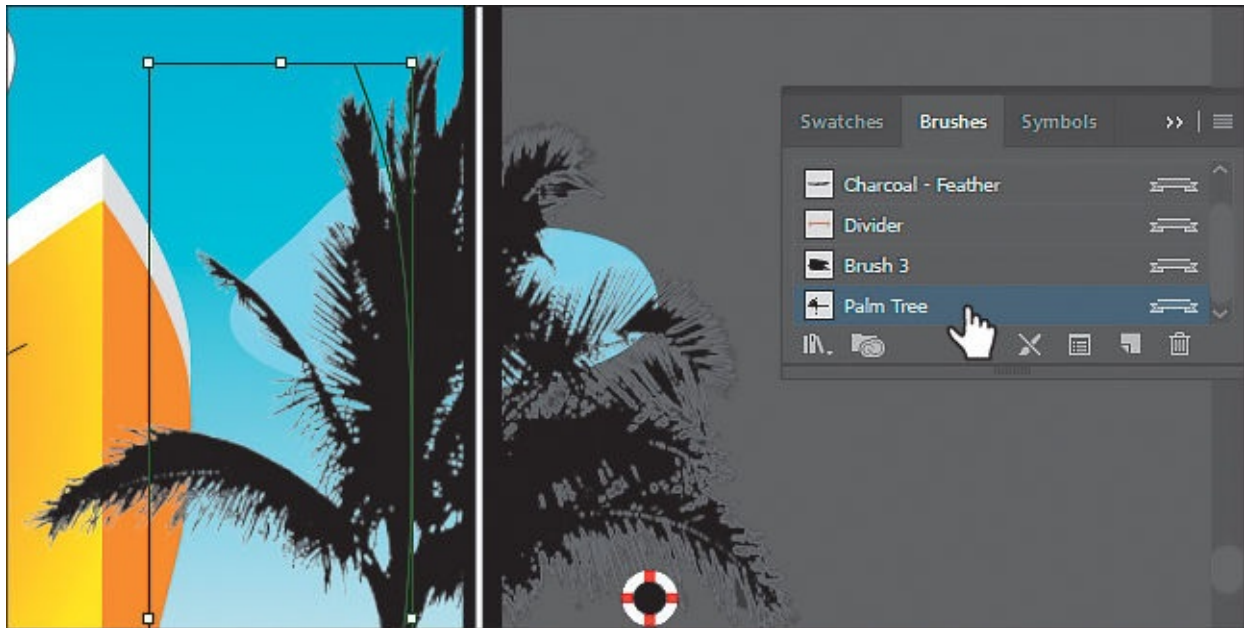 Swatches Brushes Symbols
Charcoal - Feather
Divider
Brush 3
Palm Tree